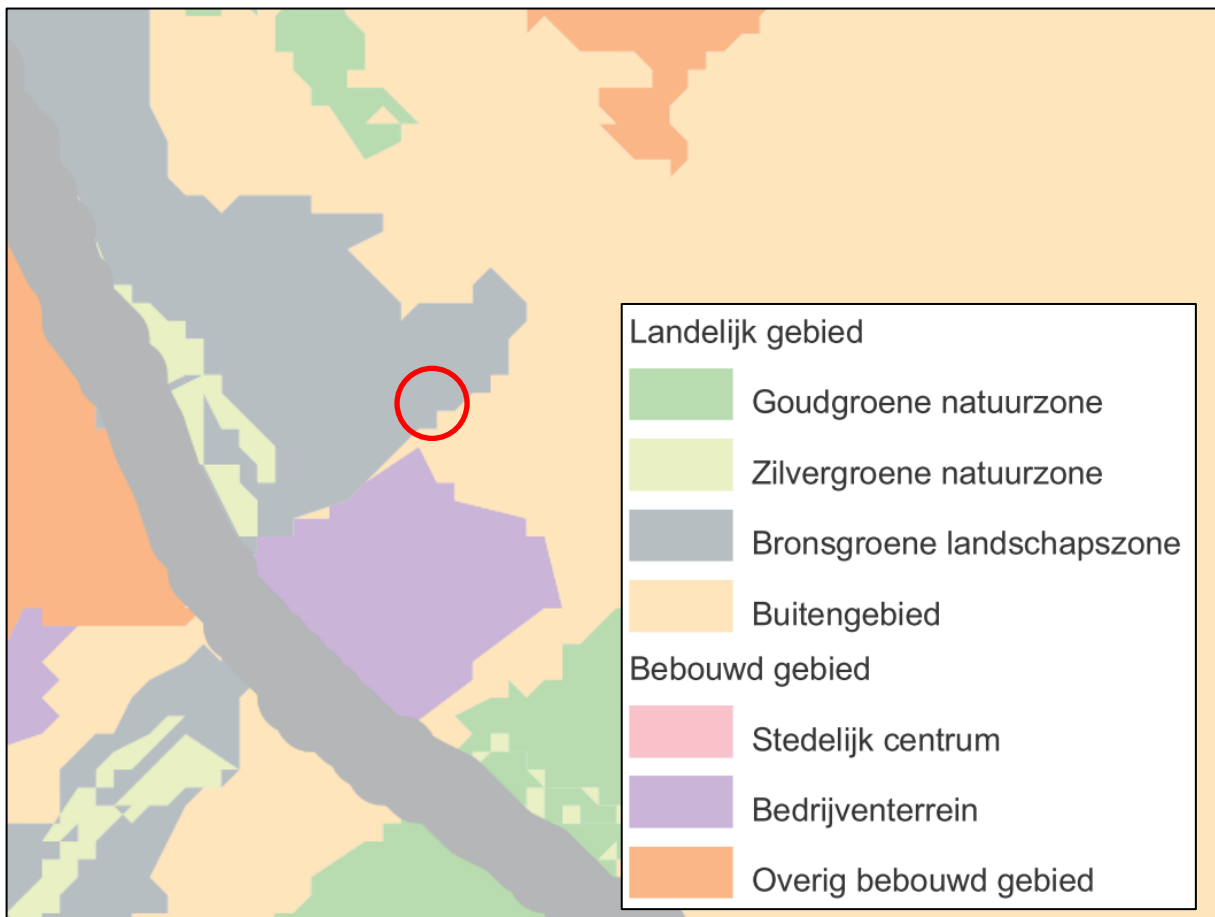 Landelijk gebied
Goudgroene natuurzone
Zilvergroene natuurzone
Bronsgroene landschapszone
Buitengebied
Bebouwd gebied
Stedelijk centrum
Bedrijventerrein
Overig bebouwd gebied